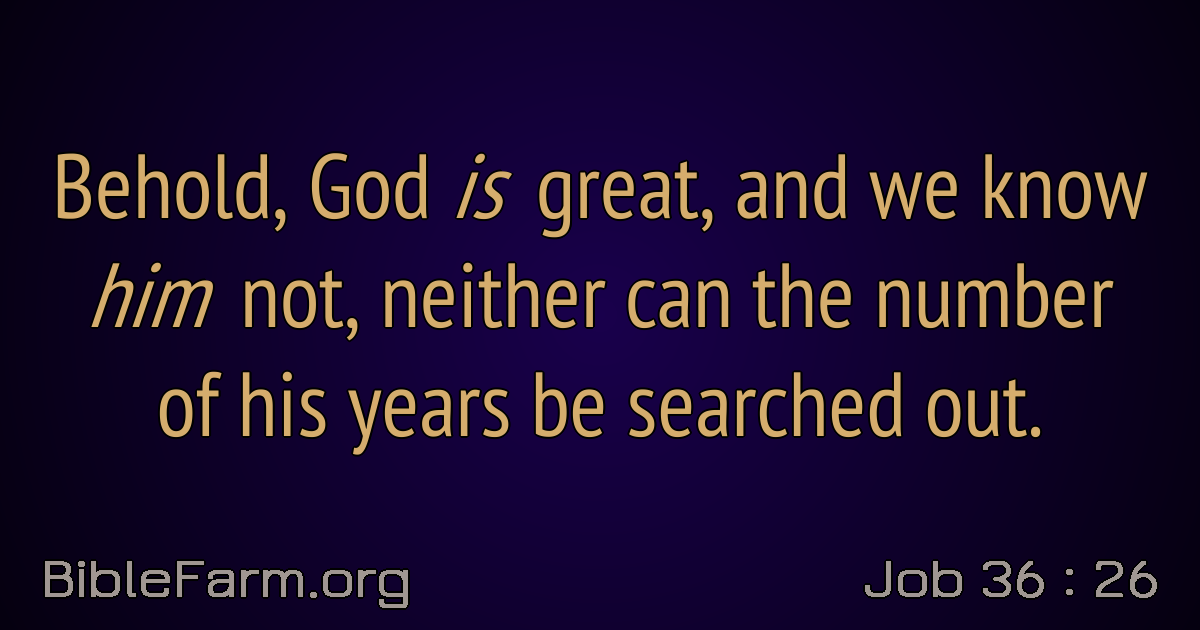 Behold, God is great, and we know
him not, neither can the number
of his years be searched out.
BibleFarm.org
Job 36 : 26